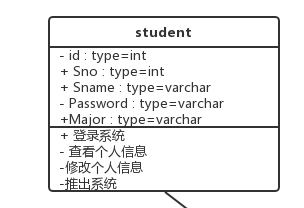 student
- id : type=int
+ Sno : type=int
+ Sname : type=varchar
- Password : type=varchar
+Major : type=varchar
+ 登录系统
- 查看个人信息
-修改个人信息
-推出系统